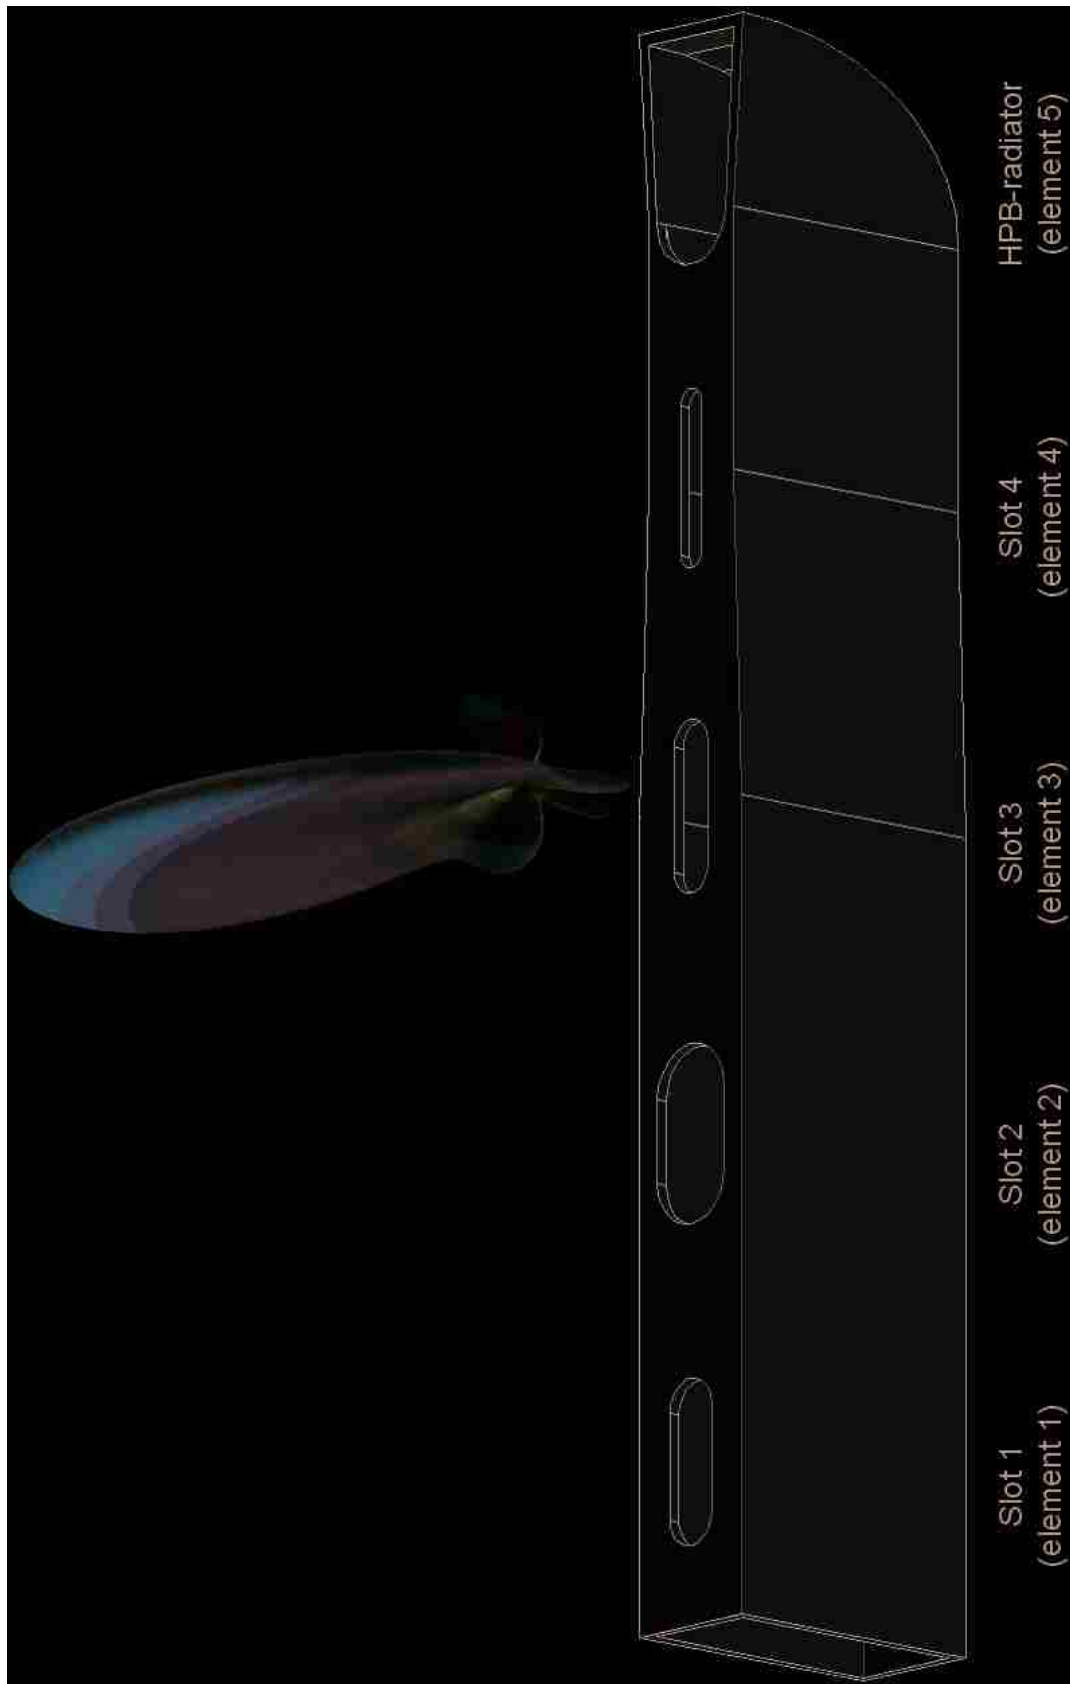 Slot 1
(element 1)
Slot 2
(element 2)
Slot 3
(element 3)
Slot 4
(element 4)
HPB-radiator
(element 5)